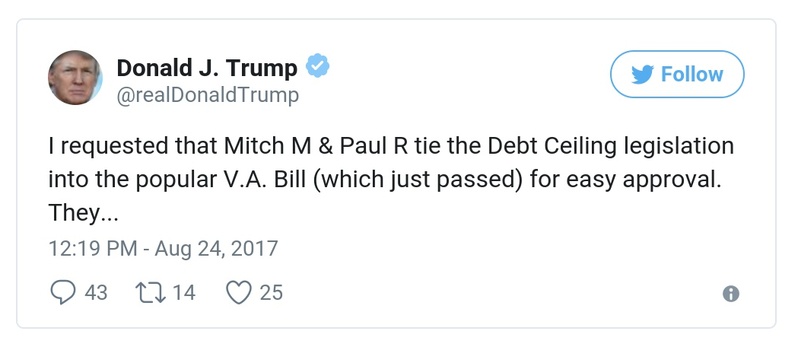 Donald J. Trump
@realDonaldTrump
Follow
I requested that Mitch M & Paul R tie the Debt Ceiling legislation
into the popular V.A. Bill (which just passed) for easy approval.
They...
12:19 PM - Aug 24, 2017
43 14 25